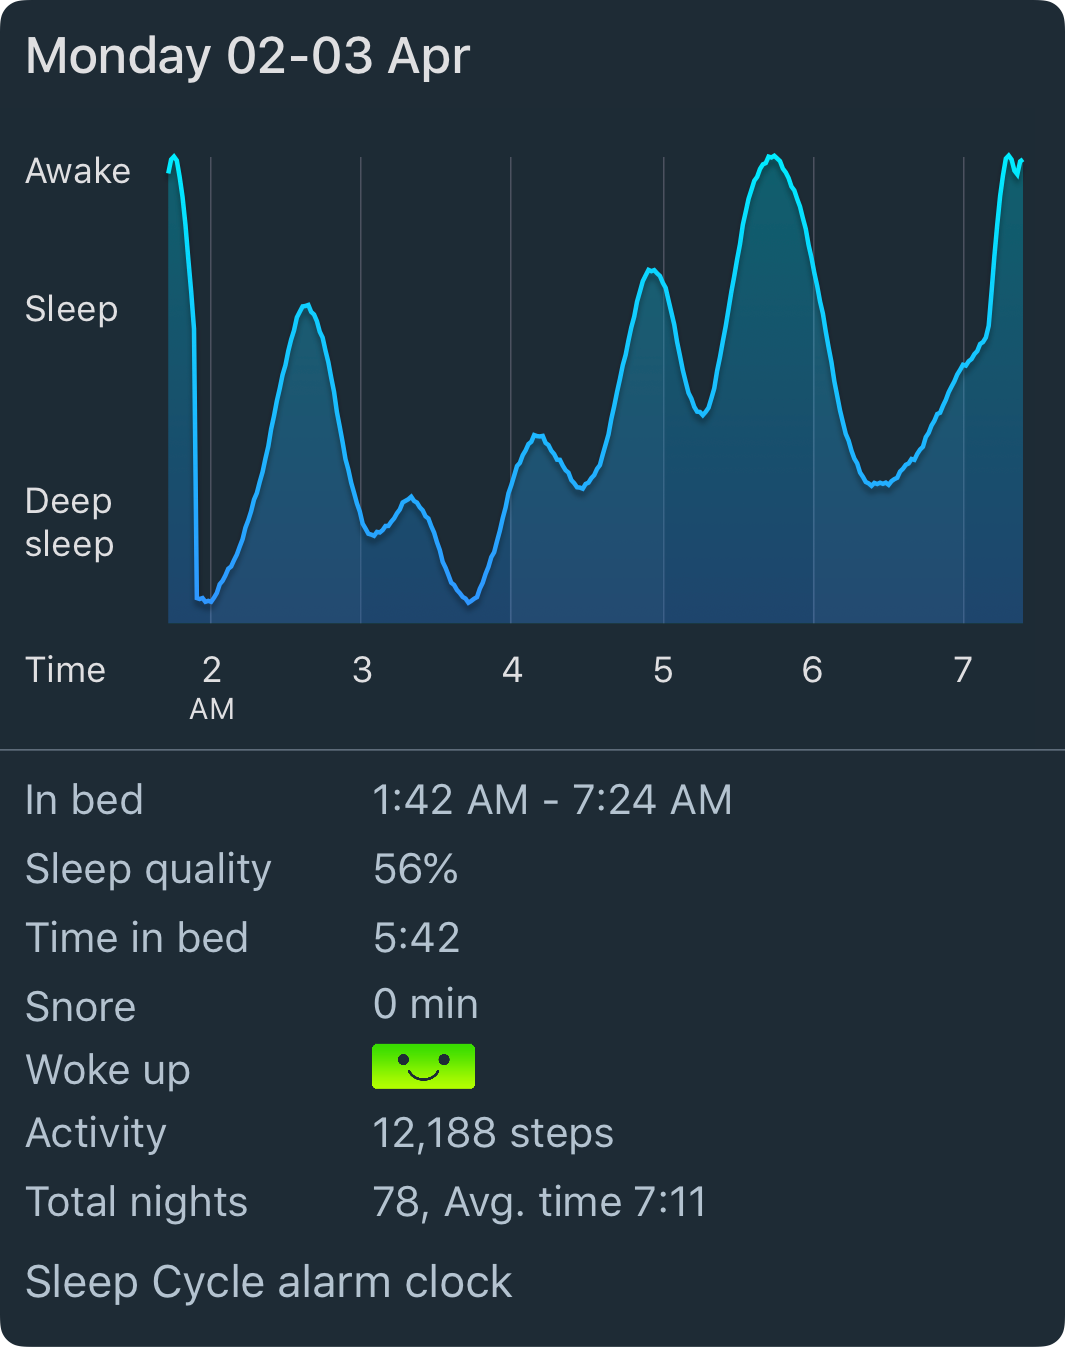 Monday 02-03 Apr
Awake
Sleep
Deep
sleep
Time 2 3 4 5 6 7
AM
In bed 1:42 AM - 7:24 AM
Sleep quality 56%
Time in bed 5:42
Snore 0 min
Woke up
Activity 12,188 steps
Total nights 78, Avg. time 7:11
Sleep Cycle alarm clock